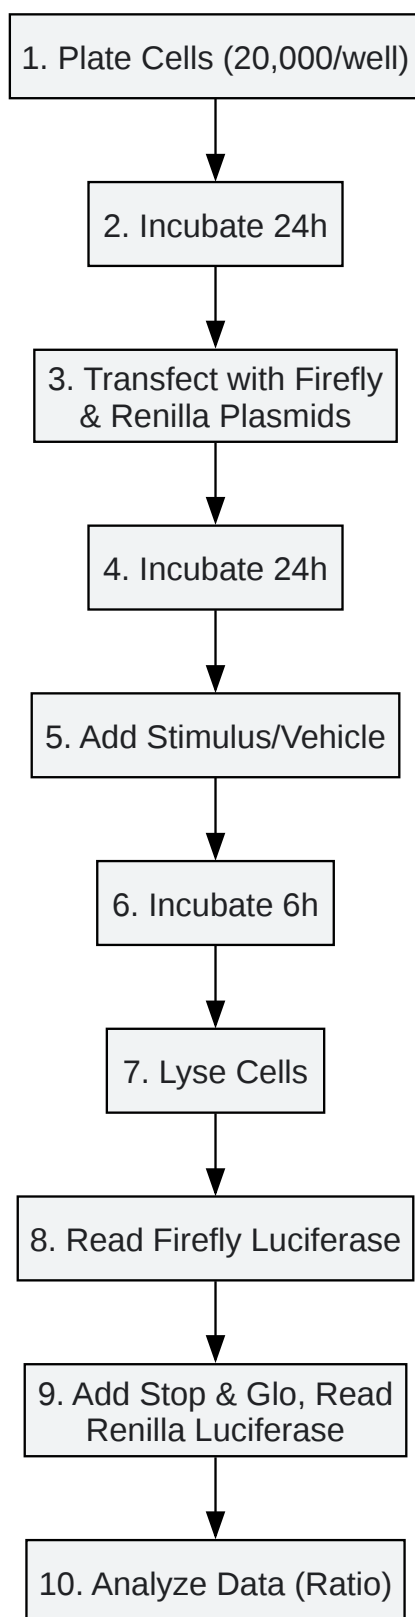 1. Plate Cells (20,000/well)
2. Incubate 24h
3. Transfect with Firefly
& Renilla Plasmids
4. Incubate 24h
5. Add Stimulus/Vehicle
6. Incubate 6h
7. Lyse Cells
8. Read Firefly Luciferase
9. Add Stop & Glo, Read
Renilla Luciferase
10. Analyze Data (Ratio)